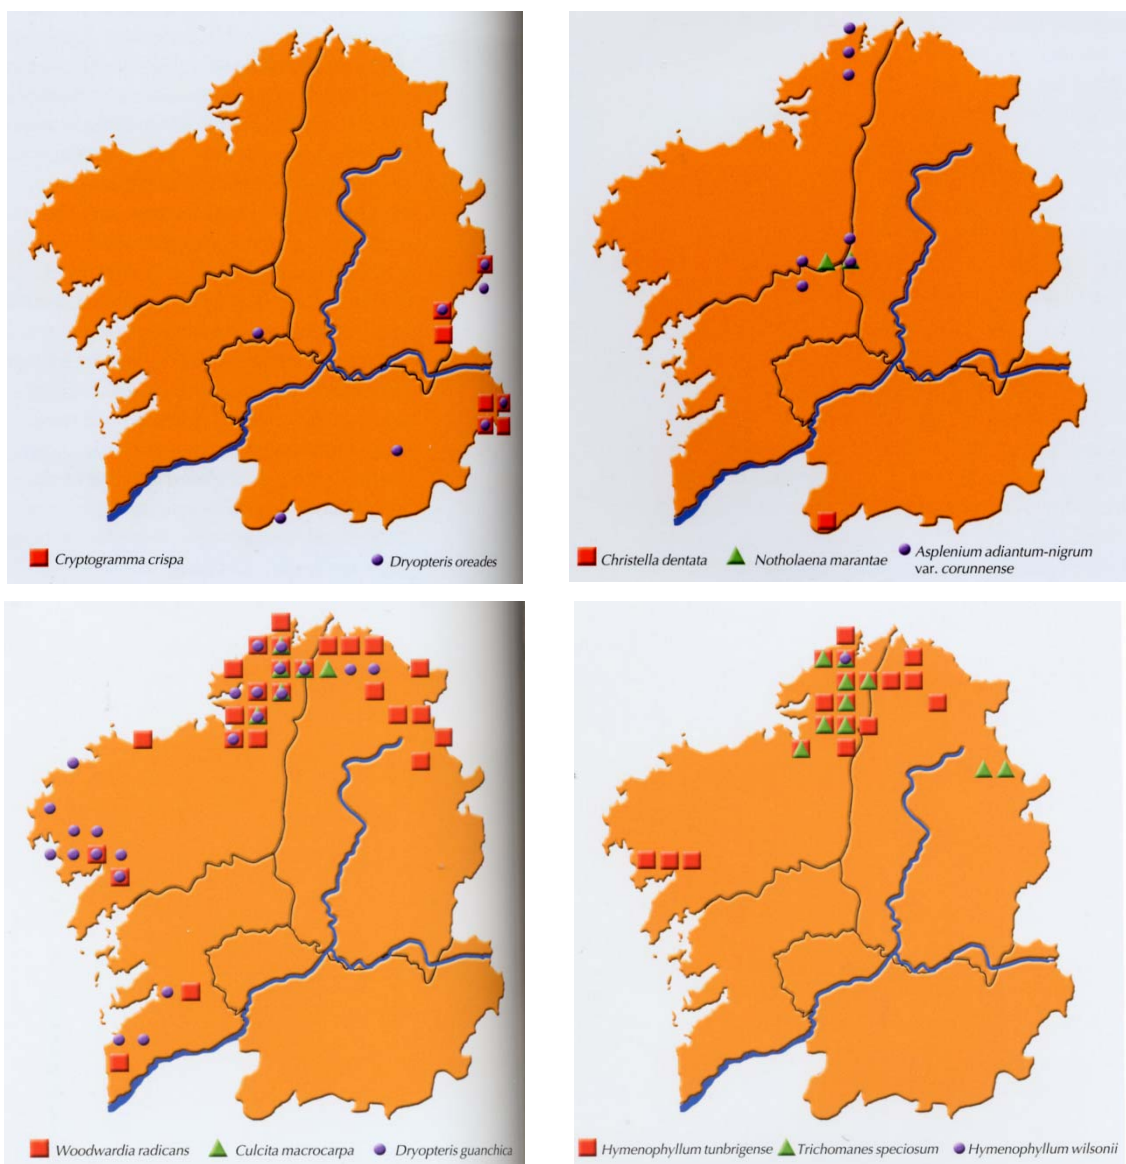 Cryptogramma crispa
Dryopteris oreades
Christella dentata
Notholaena marantae
Asplenium adiantum-nigrum
var. corunnense
Woodwardia radicans
Culcita macrocarpa
Dryopteris guanchica
Hymenophyllum tunbrigense
Trichomanes speciosum
Hymenophyllum wilsonii